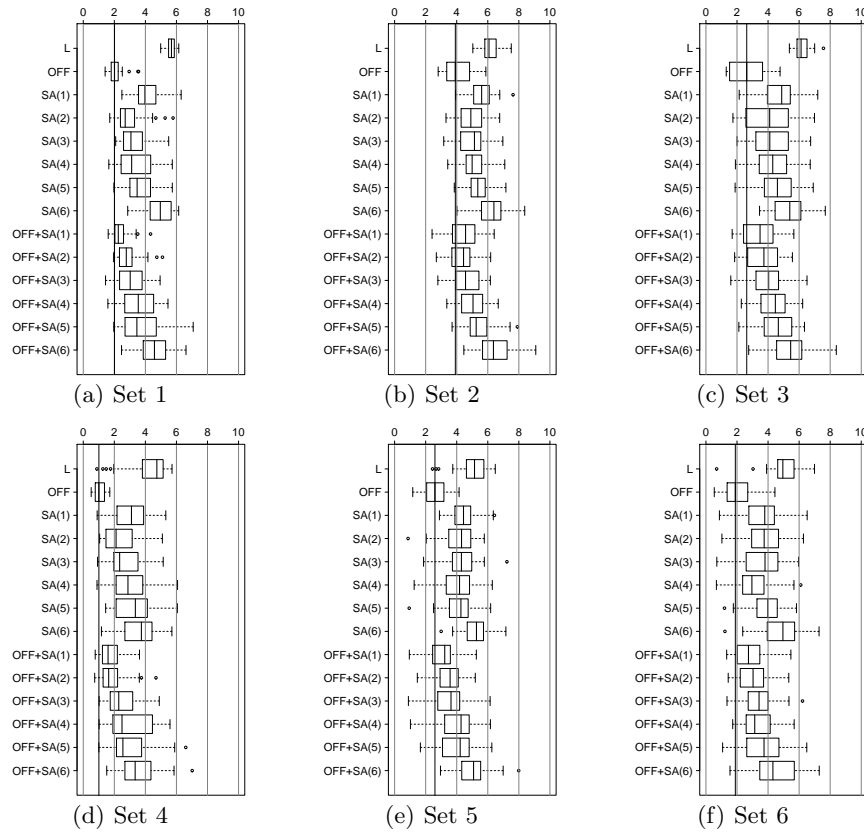 0 2 4 6 8 10
L
OFF
SA(1)
SA(2)
SA(3)
SA(4)
SA(5)
SA(6)
OFF+SA(1)
OFF+SA(2)
OFF+SA(3)
OFF+SA(4)
OFF+SA(5)
OFF+SA(6)
(a) Set 1
0 2 4 6 8 10
L
OFF
SA(1)
SA(2)
SA(3)
SA(4)
SA(5)
SA(6)
OFF+SA(1)
OFF+SA(2)
OFF+SA(3)
OFF+SA(4)
OFF+SA(5)
OFF+SA(6)
(b) Set 2
0 2 4 6 8 10
L
OFF
SA(1)
SA(2)
SA(3)
SA(4)
SA(5)
SA(6)
OFF+SA(1)
OFF+SA(2)
OFF+SA(3)
OFF+SA(4)
OFF+SA(5)
OFF+SA(6)
(c) Set 3
0 2 4 6 8 10
L
OFF
SA(1)
SA(2)
SA(3)
SA(4)
SA(5)
SA(6)
OFF+SA(1)
OFF+SA(2)
OFF+SA(3)
OFF+SA(4)
OFF+SA(5)
OFF+SA(6)
(d) Set 4
0 2 4 6 8 10
L
OFF
SA(1)
SA(2)
SA(3)
SA(4)
SA(5)
SA(6)
OFF+SA(1)
OFF+SA(2)
OFF+SA(3)
OFF+SA(4)
OFF+SA(5)
OFF+SA(6)
(e) Set 5
0 2 4 6 8 10
L
OFF
SA(1)
SA(2)
SA(3)
SA(4)
SA(5)
SA(6)
OFF+SA(1)
OFF+SA(2)
OFF+SA(3)
OFF+SA(4)
OFF+SA(5)
OFF+SA(6)
(f) Set 6